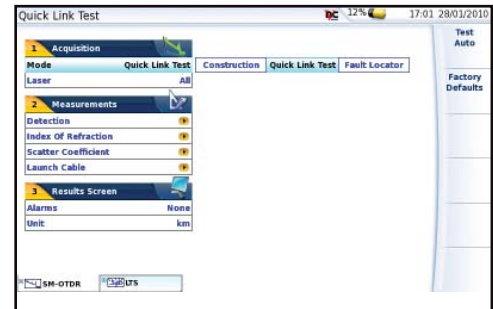 Quick Link Test 12% 17:01 28/01/2010
Test Auto
Factory Defaults
1 Acquisition
Mode Quick Link Test Construction Quick Link Test Fault Locator
Laser All
2 Measurements
Detection
Index Of Refraction
Scatter Coefficient
Launch Cable
3 Results Screen
Alarms None
Unit km
SM-OTDR LTS